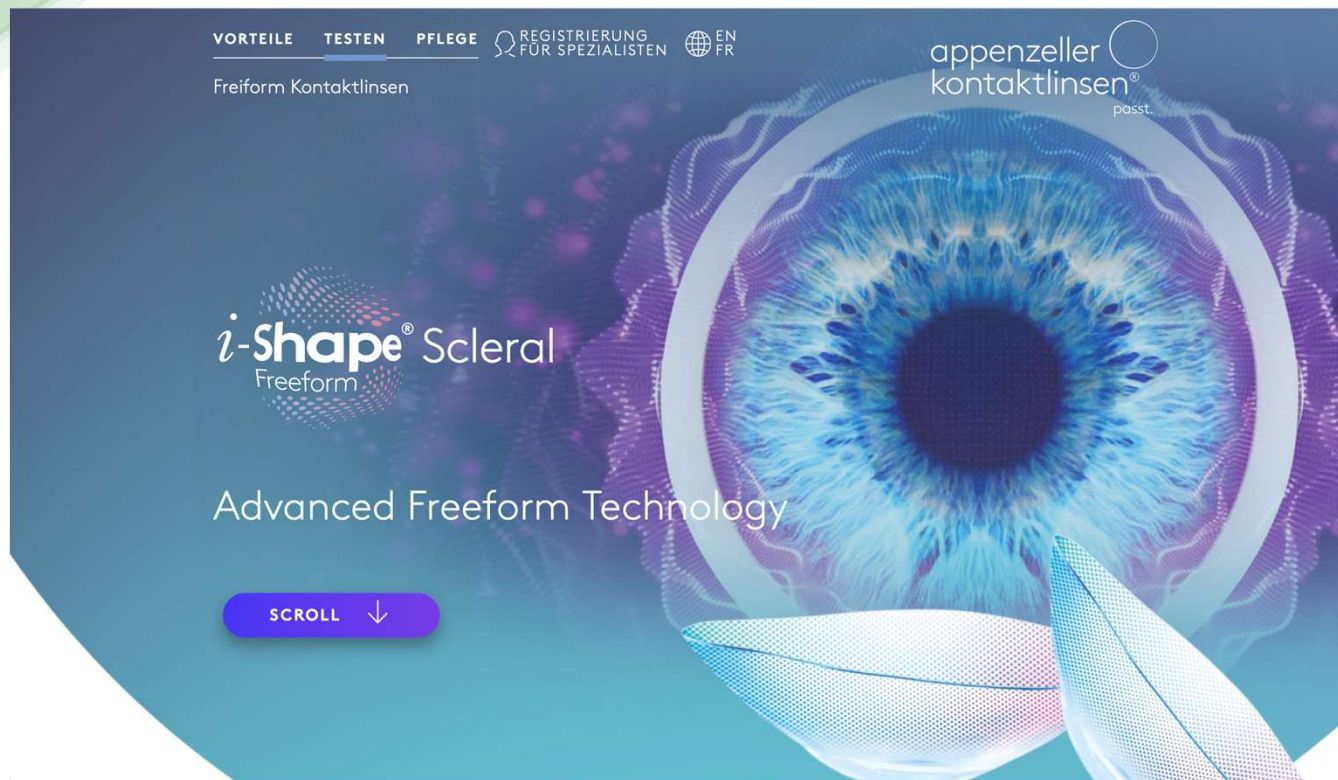 VORTEILE TESTEN PFLEGE
REGISTRIERUNG
FÜR SPEZIALISTEN
EN
FR
Freiform Kontaktlinsen
appenzeller
kontaktlinsen®
passt.
i-Shape® Scleral
Freeform
Advanced Freeform Technology
SCROLL